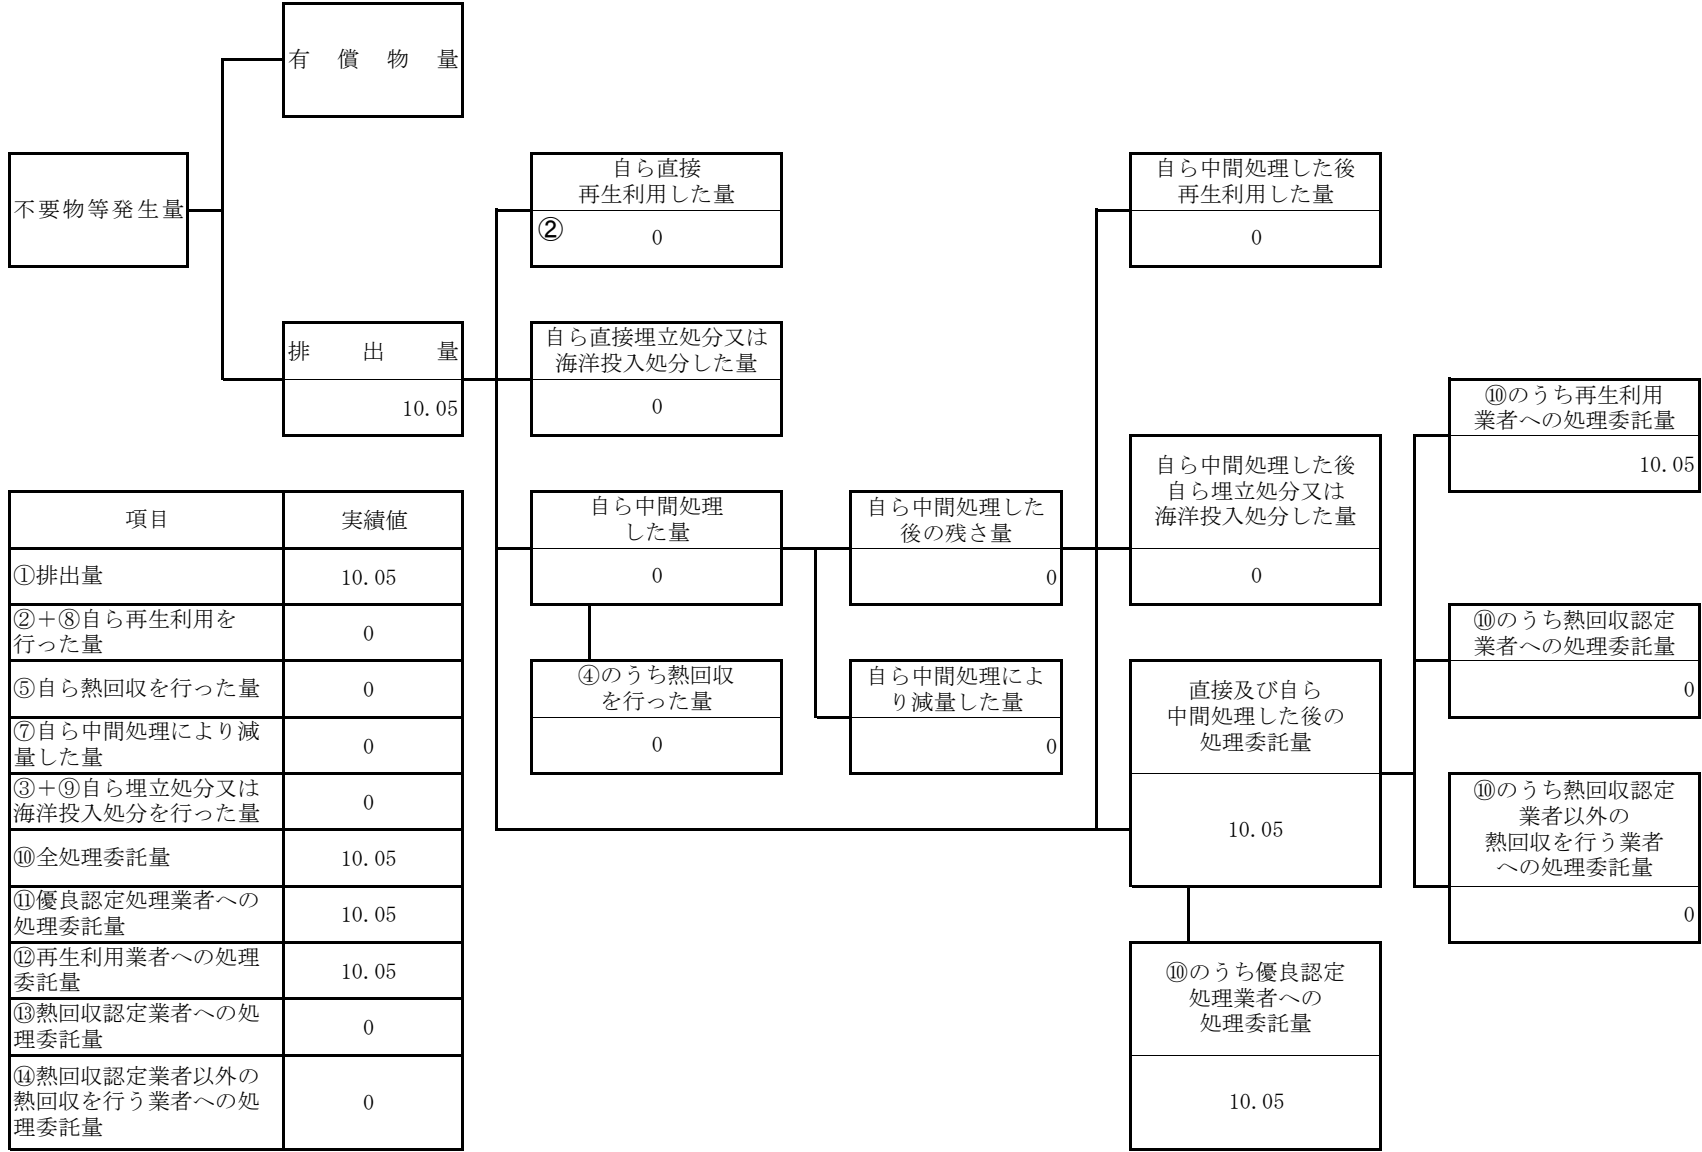 有償物量
不要物等発生量
排出量
10.05
自ら直接
再生利用した量
②
0
自ら直接埋立処分又は
海洋投入処分した量
0
自ら中間処理
した量
0
④のうち熱回収
を行った量
0
自ら中間処理した
後の残さ量
0
自ら中間処理によ
り減量した量
0
自ら中間処理した後
再生利用した量
0
自ら中間処理した後
自ら埋立処分又は
海洋投入処分した量
0
直接及び自ら
中間処理した後の
処理委託量
10.05
⑩のうち優良認定
処理業者への
処理委託量
10.05
⑩のうち再生利用
業者への処理委託量
10.05
⑩のうち熱回収認定
業者への処理委託量
0
⑩のうち熱回収認定
業者以外の
熱回収を行う業者
への処理委託量
0
項目 実績値
①排出量 10.05
②＋⑧自ら再生利用を
行った量
0
⑤自ら熱回収を行った量 0
⑦自ら中間処理により減
量した量
0
③＋⑨自ら埋立処分又は
海洋投入処分を行った量
0
⑩全処理委託量 10.05
⑪優良認定処理業者への
処理委託量
10.05
⑫再生利用業者への処理
委託量
10.05
⑬熱回収認定業者への処
理委託量
0
⑭熱回収認定業者以外の
熱回収を行う業者への処
理委託量
0